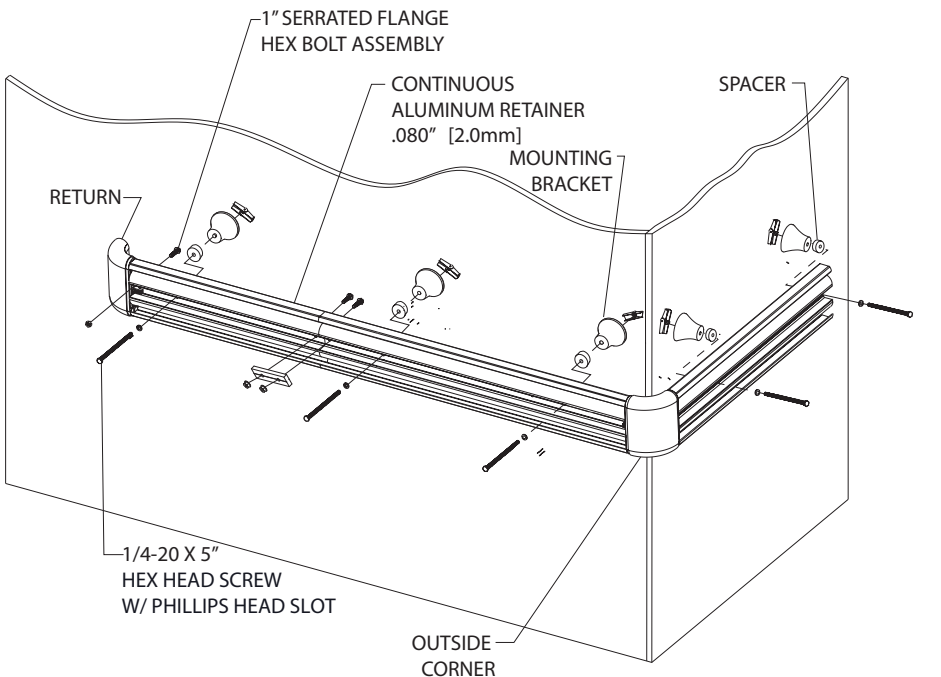 1” SERRATED FLANGE
HEX BOLT ASSEMBLY
CONTINUOUS
ALUMINUM RETAINER
.080” [2.0mm]
SPACER
MOUNTING
BRACKET
RETURN
1/4-20 X 5”
HEX HEAD SCREW
W/ PHILLIPS HEAD SLOT
OUTSIDE
CORNER